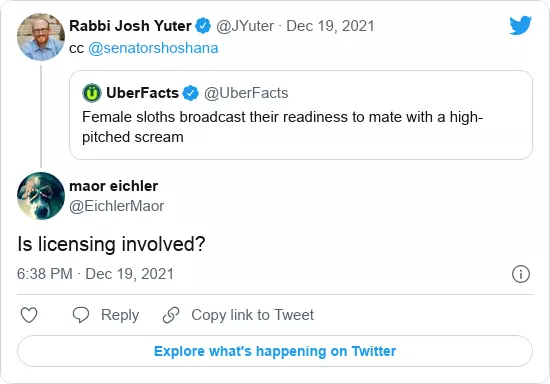 Rabbi Josh Yuter @JYuter · Dec 19, 2021
cc @senatorshoshana
UberFacts @UberFacts
Female sloths broadcast their readiness to mate with a high-
pitched scream
maor eichler
@EichlerMaor
Is licensing involved?
6:38 PM · Dec 19, 2021
Reply Copy link to Tweet
Explore what's happening on Twitter